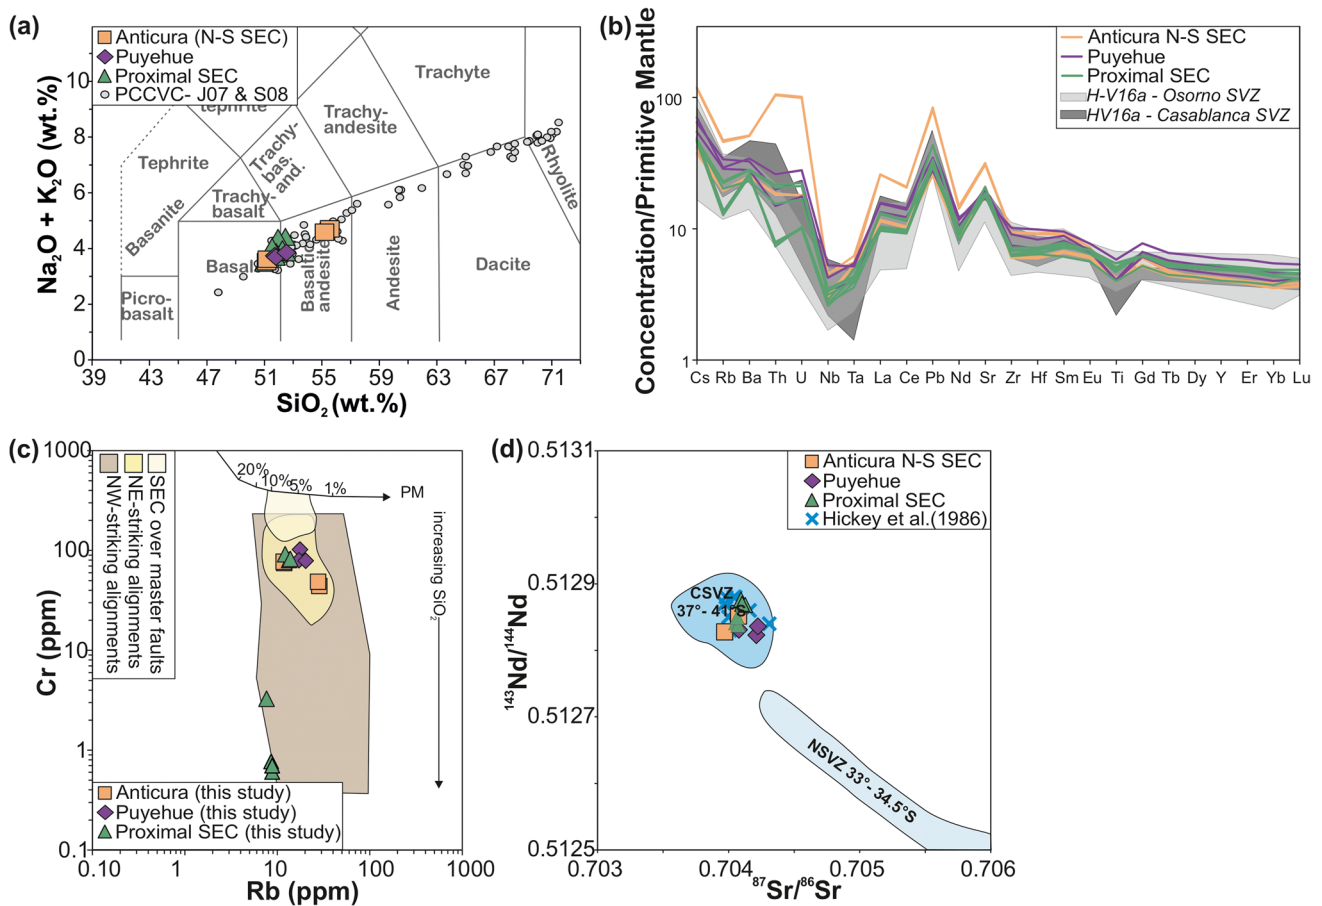 (a)
Anticura (N-S SEC)
Puyehue
Proximal SEC
PCCVC- J07 & S08
tephrite
Trachyte
Trachy-
andesite
Tephrite
Trachy-
bas.
and.
Trachy-
basalt
Basanite
Rhyolite
Basalt
Basaltic
andesite
Andesite
Dacite
Picro-
basalt
Na2O + K2O (wt.%)
10
8
6
4
2
0
39 43 47 51 55 59 63 67 71
SiO2 (wt.%)
(b)
Anticura N-S SEC
Puyehue
Proximal SEC
H-V16a - Osorno SVZ
HV16a - Casablanca SVZ
Concentration/Primitive Mantle
100
10
1
Cs Rb Ba Th U Nb Ta La Ce Pb Nd Sr Zr Hf Sm Eu Ti Gd Tb Dy Y Er Yb Lu
(c)
SEC over master faults
NE-striking alignments
NW-striking alignments
20% 10% 5% 1% PM
increasing SiO2
Anticura (this study)
Puyehue (this study)
Proximal SEC (this study)
Cr (ppm)
1000
100
10
1
0.1
0.10 1 10 100 1000
Rb (ppm)
(d)
Anticura N-S SEC
Puyehue
Proximal SEC
Hickey et al.(1986)
CSVZ
37°- 41°S
NSVZ 33°- 34.5°S
143Nd/144Nd
0.5131
0.5129
0.5127
0.5125
0.703 0.704 0.705 0.706
87Sr/86Sr